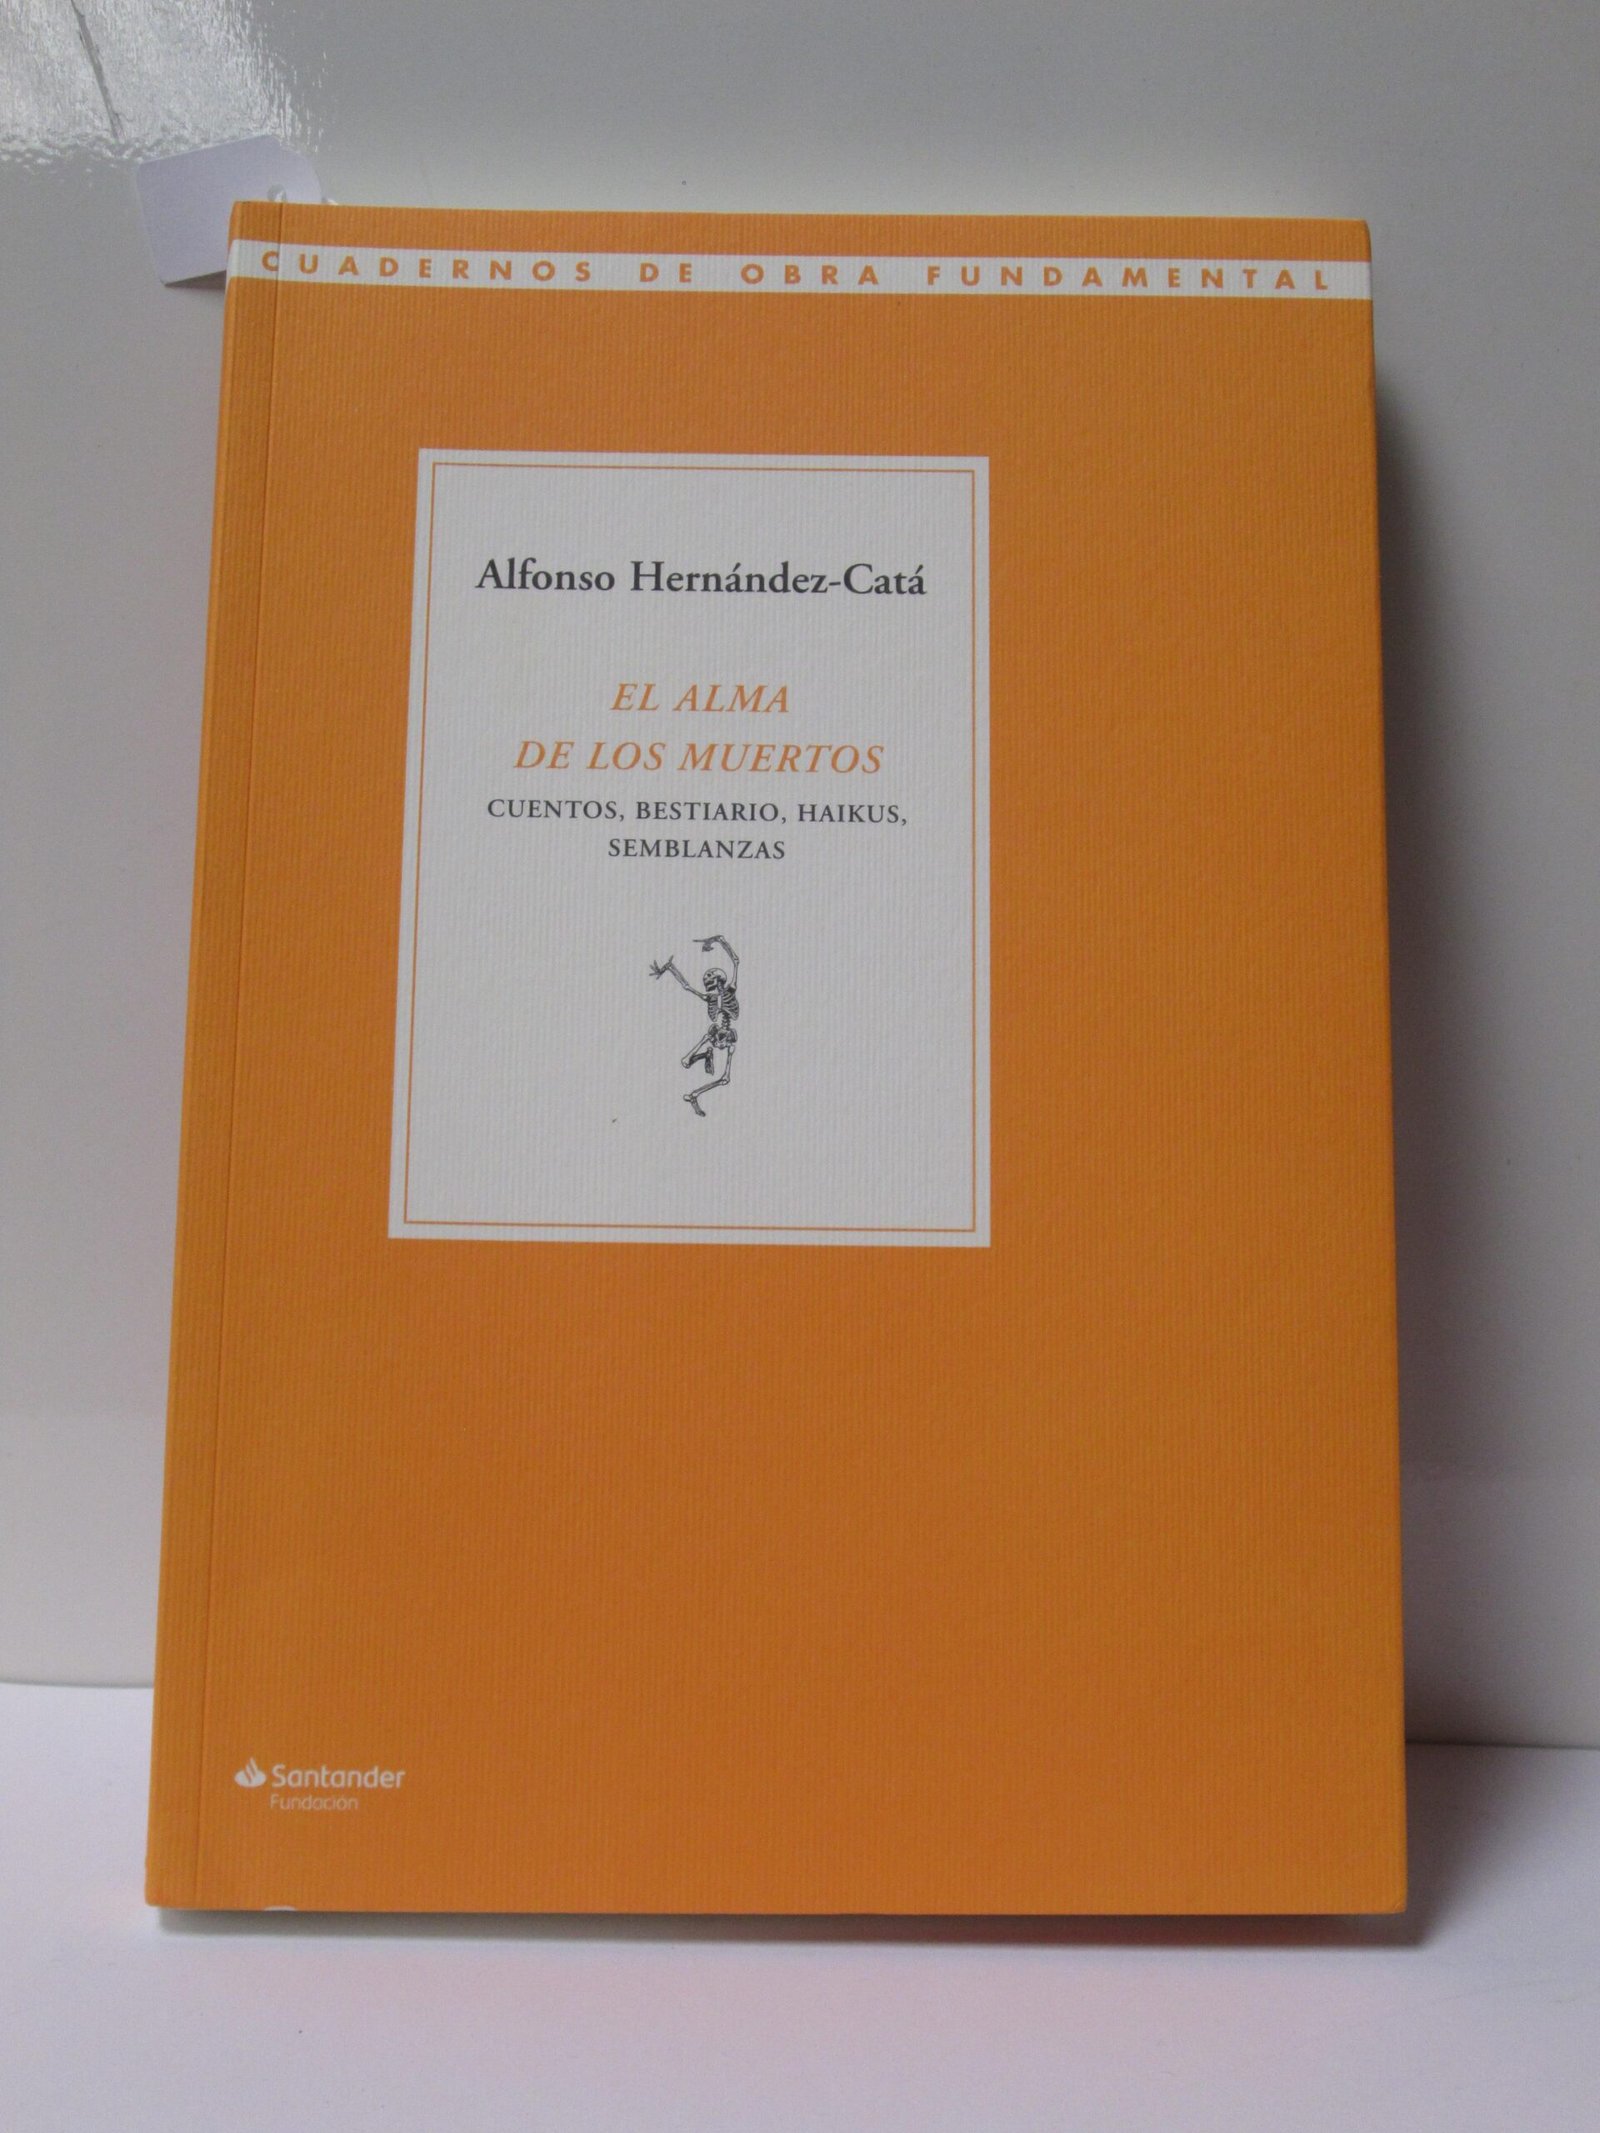 CUADERNOS DE OBRA FUNDAMENTAL
Alfonso Hernández-Catá
EL ALMA
DE LOS MUERTOS
CUENTOS, BESTIARIO, HAIKUS,
SEMBLANZAS
Santander
Fundación